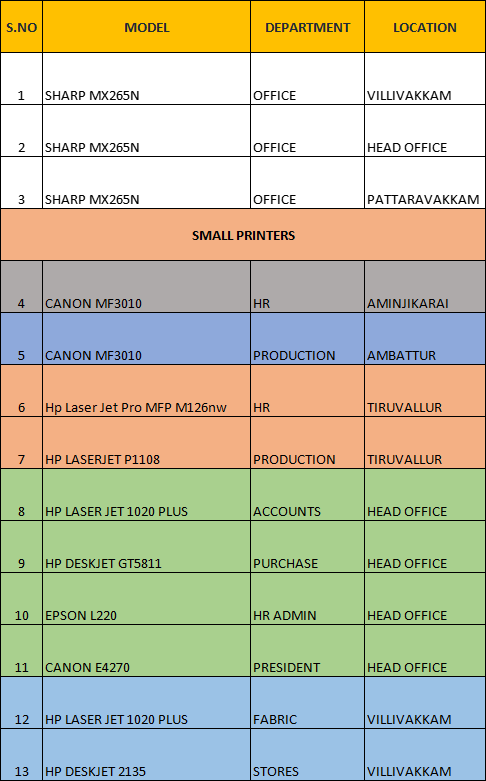 S.NO MODEL DEPARTMENT LOCATION
1 SHARP MX265N OFFICE VILLIVAKKAM
2 SHARP MX265N OFFICE HEAD OFFICE
3 SHARP MX265N OFFICE PATTARAVAKKAM
SMALL PRINTERS
4 CANON MF3010 HR AMINJIKARAI
5 CANON MF3010 PRODUCTION AMBATTUR
6 Hp Laser Jet Pro MFP M126nw HR TIRUVALLUR
7 HP LASERJET P1108 PRODUCTION TIRUVALLUR
8 HP LASER JET 1020 PLUS ACCOUNTS HEAD OFFICE
9 HP DESKJET GT5811 PURCHASE HEAD OFFICE
10 EPSON L220 HR ADMIN HEAD OFFICE
11 CANON E4270 PRESIDENT HEAD OFFICE
12 HP LASER JET 1020 PLUS FABRIC VILLIVAKKAM
13 HP DESKJET 2135 STORES VILLIVAKKAM